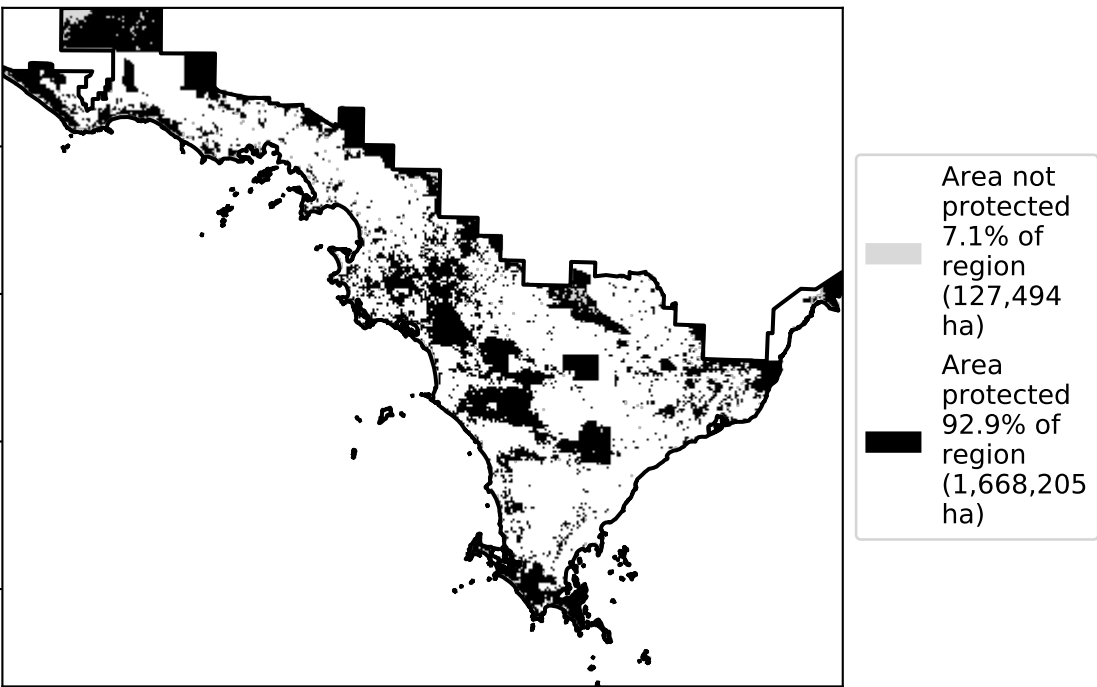 Area not
protected
7.1% of
region
(127,494
ha)
Area
protected
92.9% of
region
(1,668,205
ha)